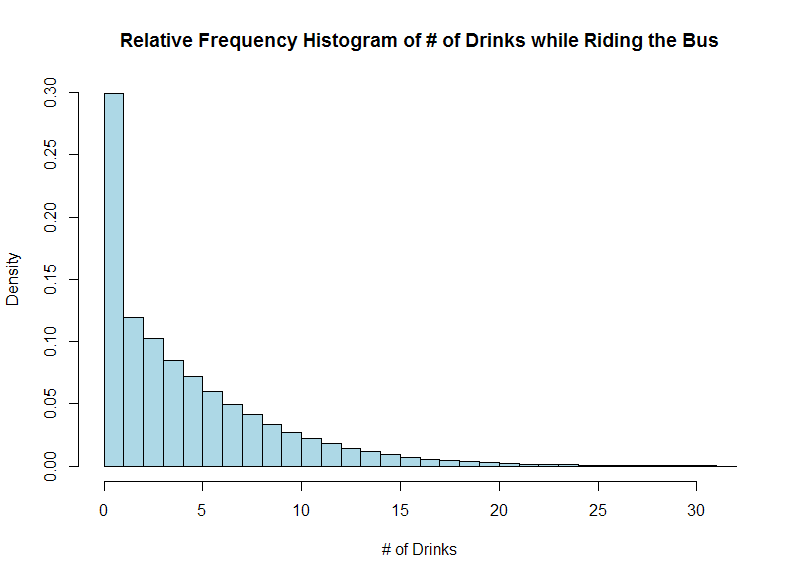 Relative Frequency Histogram of # of Drinks while Riding the Bus
Density
0.30
0.25
0.20
0.15
0.10
0.05
0.00
0 5 10 15 20 25 30
# of Drinks